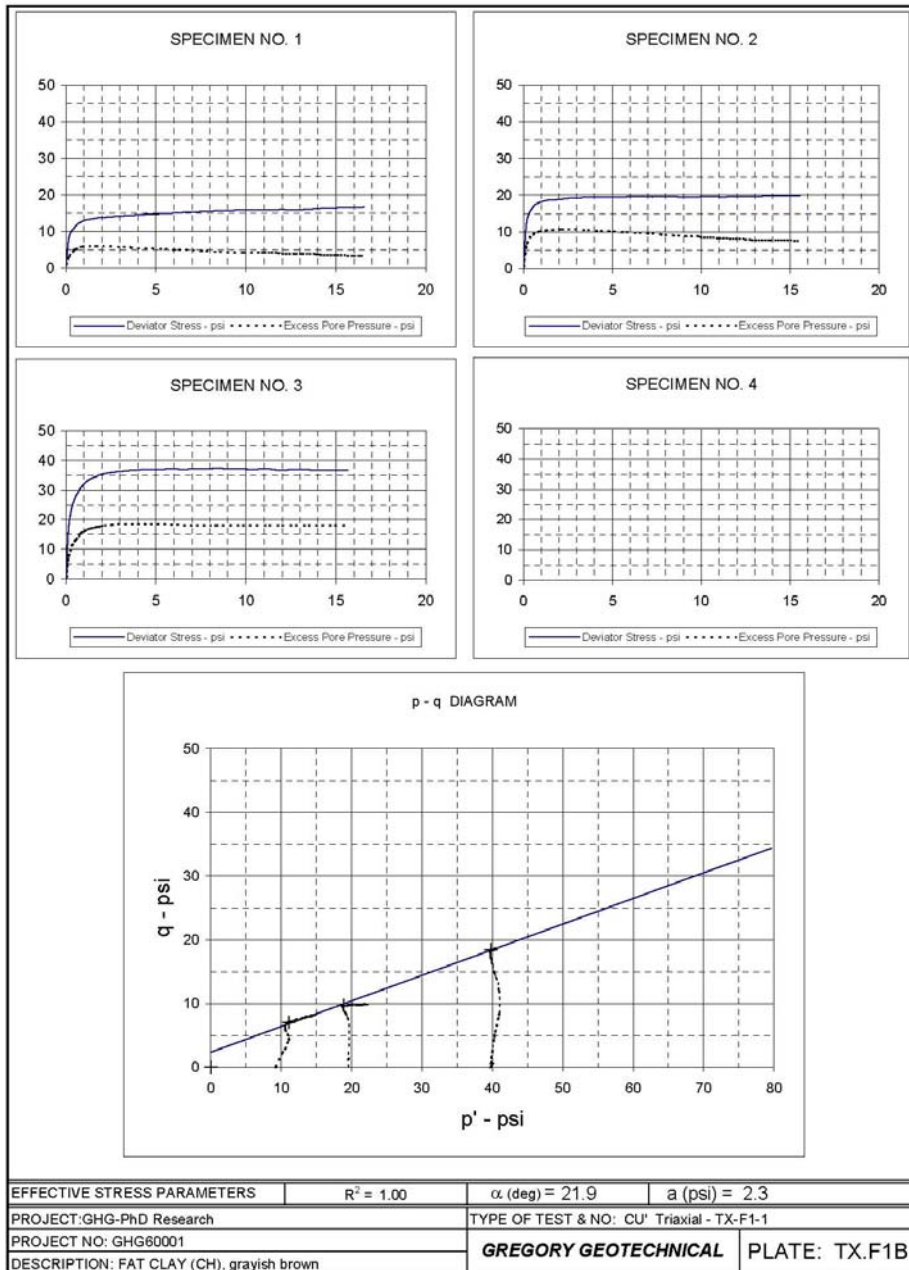 SPECIMEN NO. 1
50
40
30
20
10
0
0 5 10 15 20
Deviator Stress - psi Excess Pore Pressure - psi
SPECIMEN NO. 2
50
40
30
20
10
0
0 5 10 15 20
Deviator Stress - psi Excess Pore Pressure - psi
SPECIMEN NO. 3
50
40
30
20
10
0
0 5 10 15 20
Deviator Stress - psi Excess Pore Pressure - psi
SPECIMEN NO. 4
50
40
30
20
10
0
0 5 10 15 20
Deviator Stress - psi Excess Pore Pressure - psi
p - q DIAGRAM
q - psi
50
40
30
20
10
0
0 10 20 30 40 50 60 70 80
p' - psi
EFFECTIVE STRESS PARAMETERS R² = 1.00 α (deg) = 21.9 a (psi) = 2.3
PROJECT:GHG-PhD Research TYPE OF TEST & NO: CU' Triaxial - TX-F1-1
PROJECT NO: GHG60001
GREGORY GEOTECHNICAL PLATE: TX.F1B
DESCRIPTION: FAT CLAY (CH), grayish brown